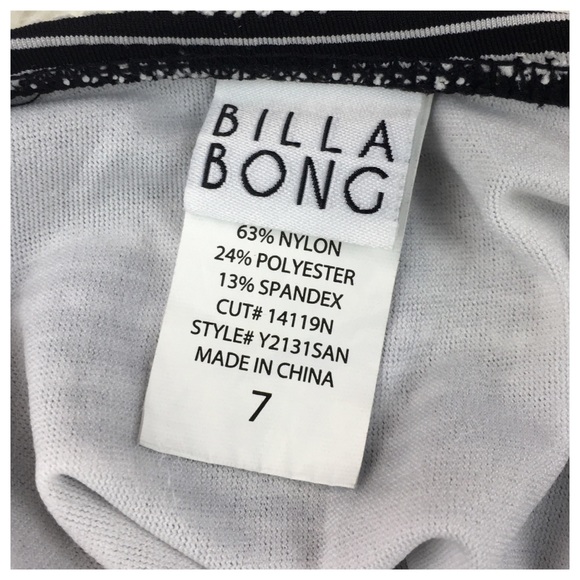 BILLA
BONG
63% NYLON
24% POLYESTER
13% SPANDEX
CUT# 14119N
STYLE# Y2131SAN
MADE IN CHINA
7